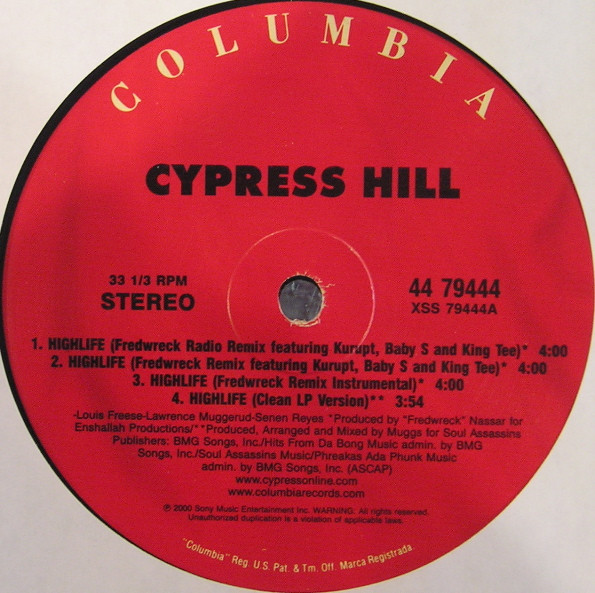 COLUMBIA
CYPRESS HILL
33 1/3 RPM
STEREO
44 79444
XSS 79444A
1. HIGHLIFE (Fredwreck Radio Remix featuring Kurupt, Baby S and King Tee)* 4:00
2. HIGHLIFE (Fredwreck Remix featuring Kurupt, Baby S and King Tee)* 4:00
3. HIGHLIFE (Fredwreck Remix Instrumental)* 4:00
4. HIGHLIFE (Clean LP Version)** 3:54
-Louis Freese-Lawrence Muggerud-Senen Reyes *Produced by "Fredwreck" Nassar for
Enshallah Productions/**Produced, Arranged and Mixed by Muggs for Soul Assassins
Publishers: BMG Songs, Inc./Hits From Da Bong Music admin. by BMG
Songs, Inc./Soul Assassins Music/Phreakas Ada Phunk Music
admin. by BMG Songs, Inc. (ASCAP)
www.cypressonline.com
www.columbiarecords.com
℗ 2000 Sony Music Entertainment Inc. WARNING. All rights reserved.
Unauthorized duplication is a violation of applicable laws.
"Columbia" Reg. U.S. Pat. & Tm. Off. Marca Registrada.